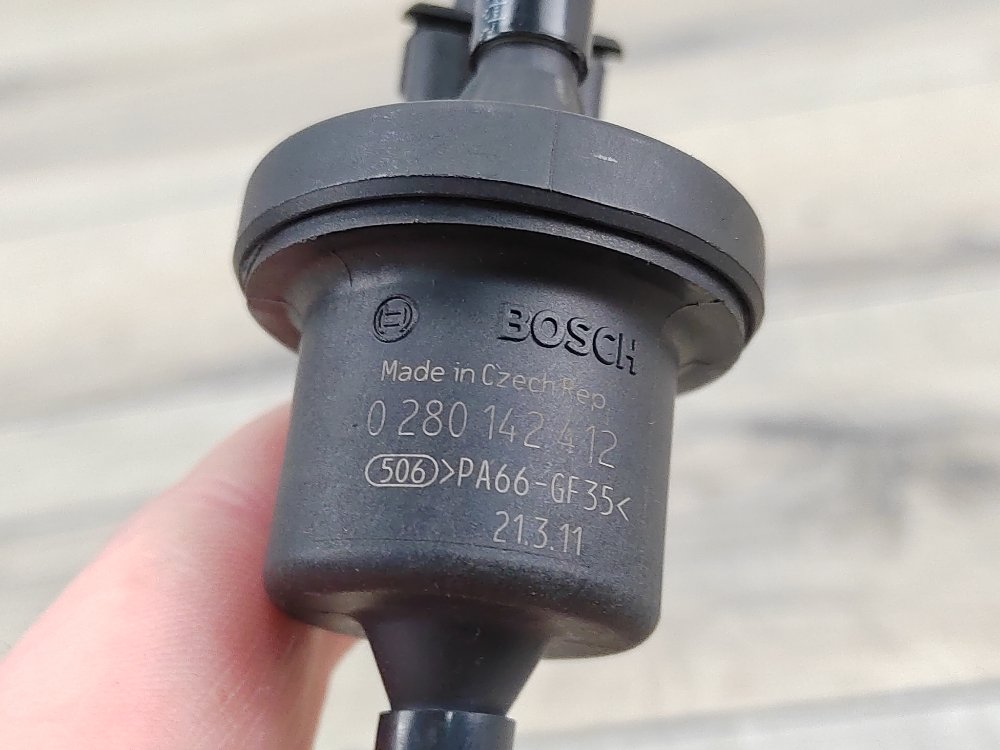 BOSCH
Made in Czech Rep
0 280 142 412
506 >PA66-GF35<
21.3.11